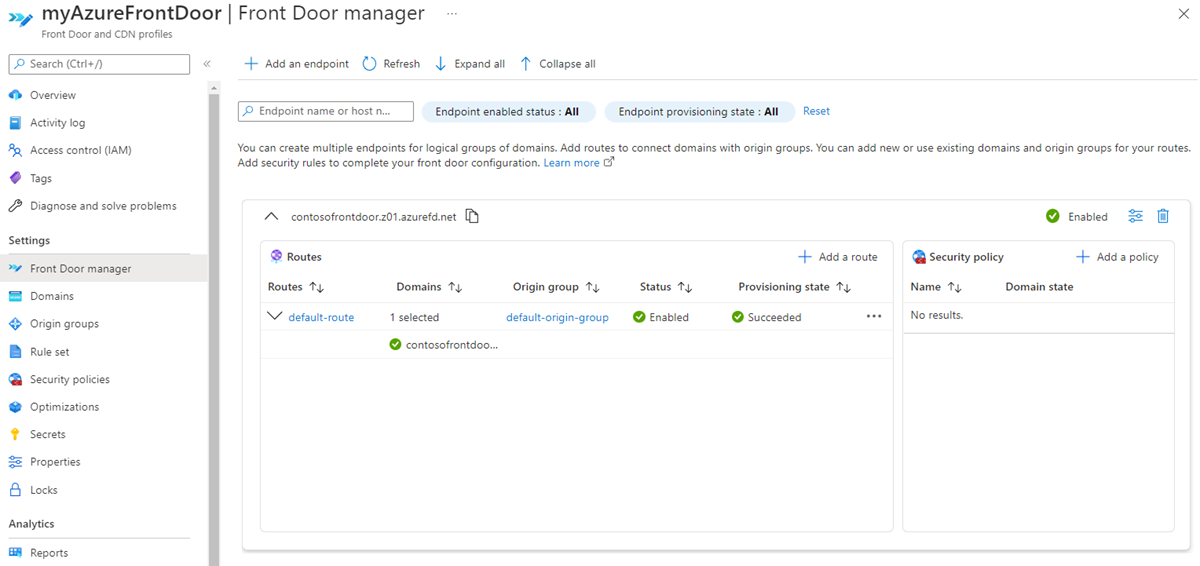 myAzureFrontDoor | Front Door manager ...
Front Door and CDN profiles
Search (Ctrl+/)
«
Overview
Activity log
Access control (IAM)
Tags
Diagnose and solve problems
Settings
Front Door manager
Domains
Origin groups
Rule set
Security policies
Optimizations
Secrets
Properties
Locks
Analytics
Reports
Add an endpoint Refresh Expand all Collapse all
Endpoint name or host n... Endpoint enabled status : All Endpoint provisioning state : All Reset
You can create multiple endpoints for logical groups of domains. Add routes to connect domains with origin groups. You can add new or use existing domains and origin groups for your routes.
Add security rules to complete your front door configuration. Learn more
contosofrontdoor.z01.azurefd.net Enabled
Routes Add a route
Routes Domains Origin group Status Provisioning state
default-route 1 selected default-origin-group Enabled Succeeded ...
contosofrontdoo...
Security policy Add a policy
Name Domain state
No results.